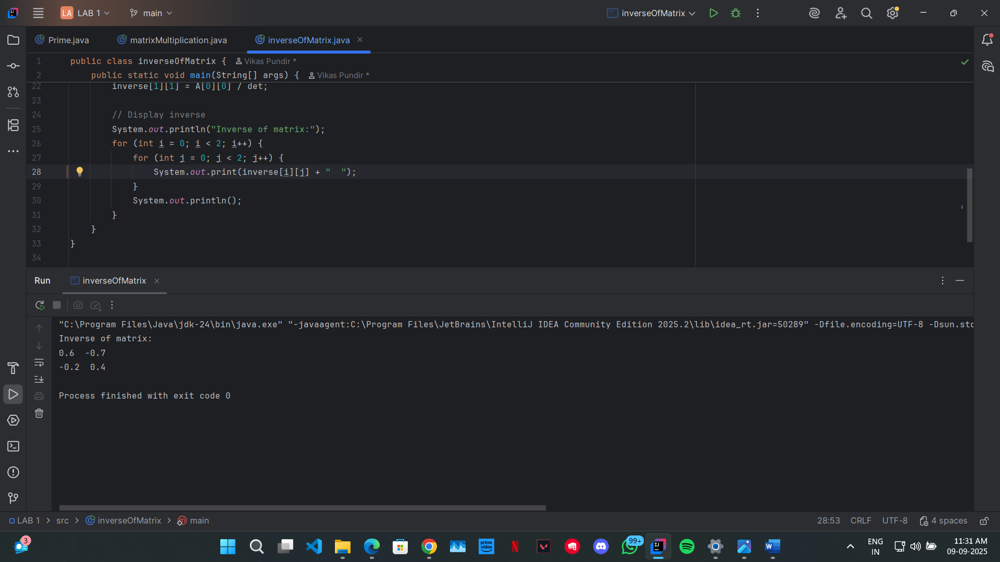 LA LAB 1 main inverseOfMatrix
Prime.java matrixMultiplication.java inverseOfMatrix.java
1 public class inverseOfMatrix { Vikas Pundir *
2 public static void main(String[] args) { Vikas Pundir *
22 inverse[1][1] = A[0][0] / det;
23
24 // Display inverse
25 System.out.println("Inverse of matrix:");
26 for (int i = 0; i < 2; i++) {
27 for (int j = 0; j < 2; j++) {
28 System.out.print(inverse[i][j] + "  ");
29 }
30 System.out.println();
31 }
32 }
33 }
34
Run inverseOfMatrix
"C:\Program Files\Java\jdk-24\bin\java.exe" "-javaagent:C:\Program Files\JetBrains\IntelliJ IDEA Community Edition 2025.2\lib\idea_rt.jar=50289" -Dfile.encoding=UTF-8 -Dsun.std
Inverse of matrix:
0.6  -0.7
-0.2  0.4
Process finished with exit code 0
LAB 1 > src > inverseOfMatrix > main 28:53 CRLF UTF-8 4 spaces
3 prime video N 99+ IJ W ENG IN 11:31 AM
09-09-2025